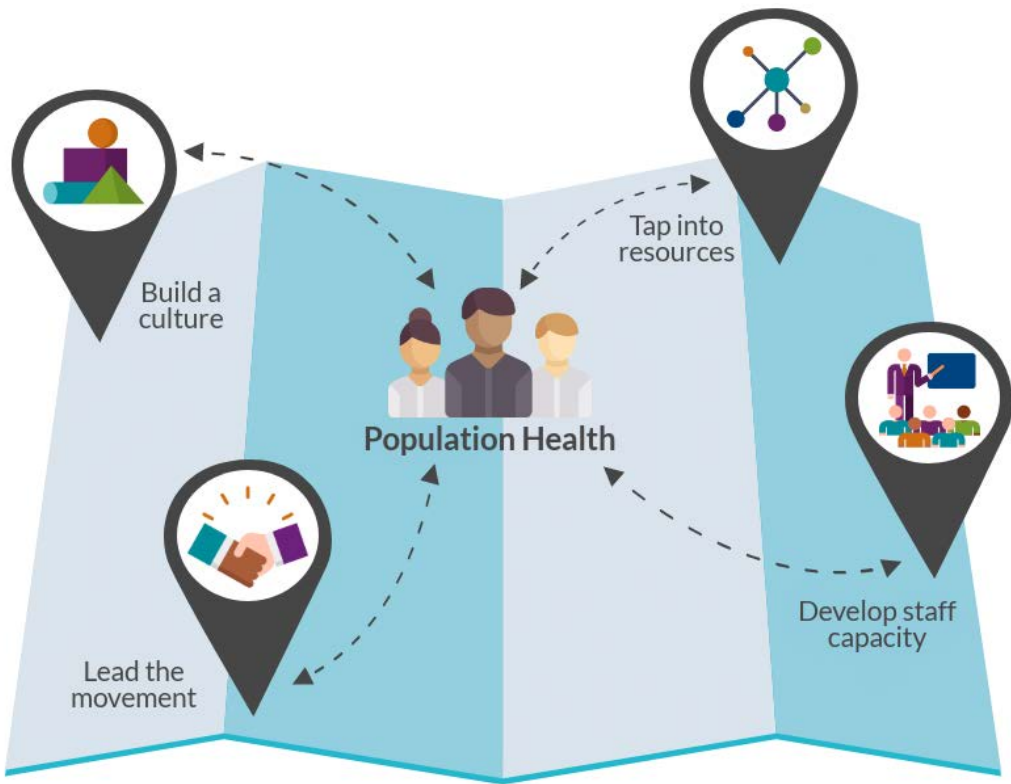 Tap into
resources
Build a
culture
Population Health
Develop staff
capacity
Lead the
movement